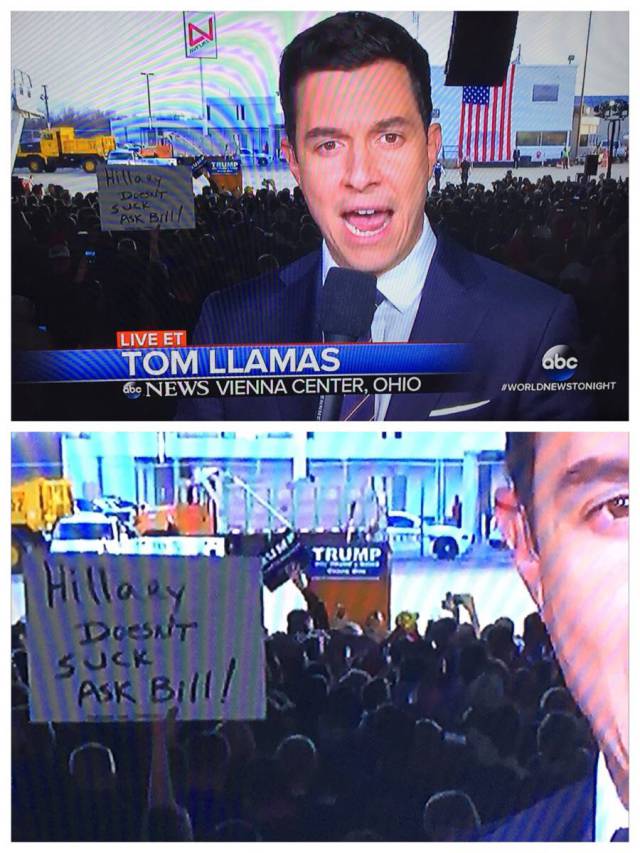 TRUMP
Hillary
DOESN'T
SUCK
ASK Bill!
LIVE ET
TOM LLAMAS
abc
abc NEWS VIENNA CENTER, OHIO
#WORLDNEWSTONIGHT
TRUMP
Hillary
DOESN'T
SUCK
ASK Bill!